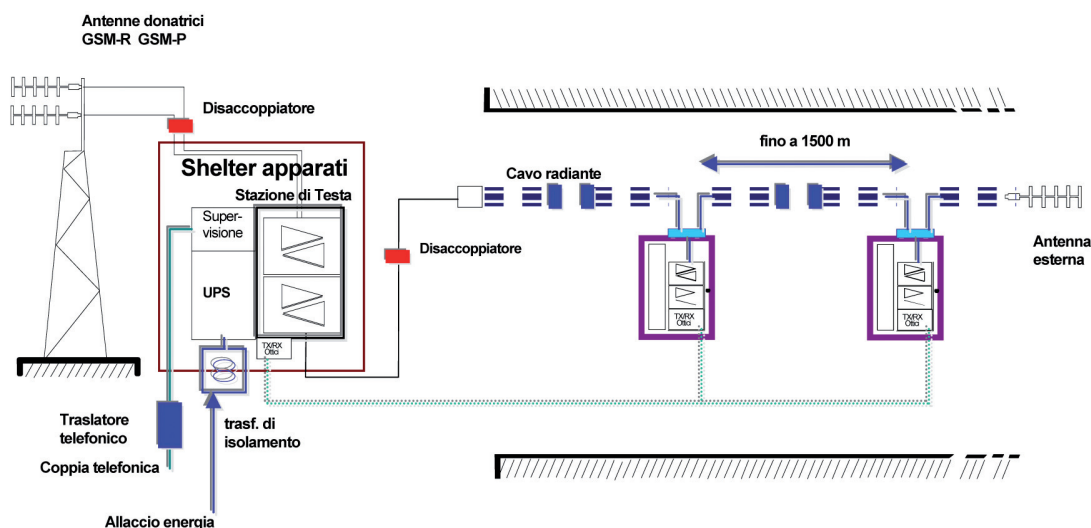 Antenne donatrici
GSM-R GSM-P
Disaccoppiatore
Shelter apparati
Stazione di Testa
Super-
visione
UPS
TX/RX
Ottici
trasf. di
isolamento
Traslatore
telefonico
Coppia telefonica
Allaccio energia
Disaccoppiatore
Cavo radiante
fino a 1500 m
TX/RX
Ottici
TX/RX
Ottici
Antenna
esterna